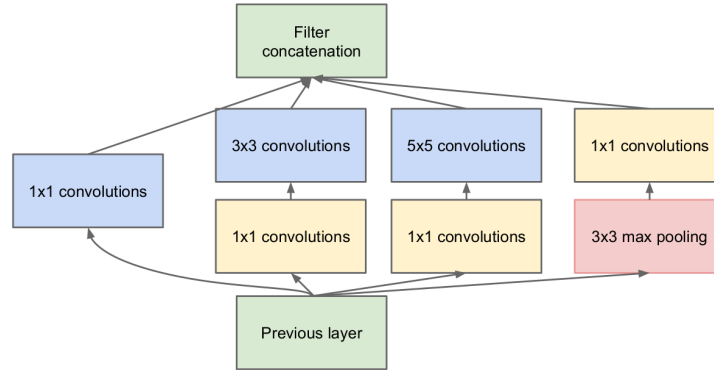 Filter
concatenation
3x3 convolutions
5x5 convolutions
1x1 convolutions
1x1 convolutions
1x1 convolutions
1x1 convolutions
3x3 max pooling
Previous layer